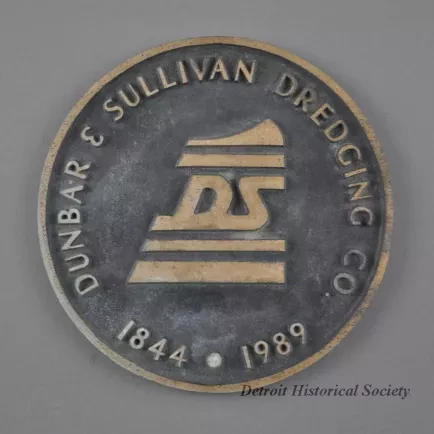 DUNBAR & SULLIVAN DREDGING CO.
DS
1844 • 1989
Detroit Historical Society